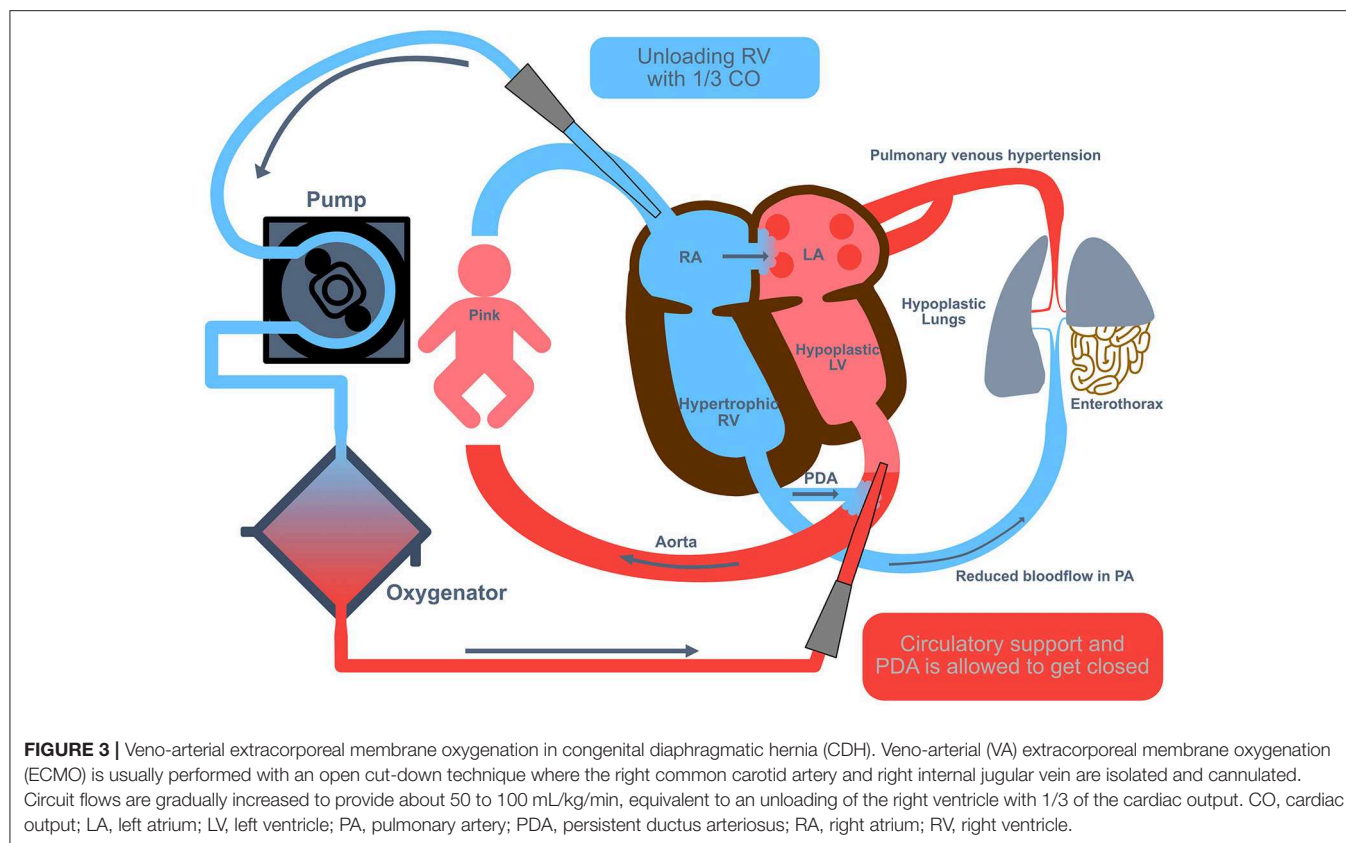 Unloading RV
with 1/3 CO
Pulmonary venous hypertension
Pump
RA
LA
Pink
Hypoplastic
Lungs
Hypoplastic
LV
Enterothorax
Hypertrophic
RV
PDA
Aorta
Reduced bloodflow in PA
Oxygenator
Circulatory support and
PDA is allowed to get closed
FIGURE 3 | Veno-arterial extracorporeal membrane oxygenation in congenital diaphragmatic hernia (CDH). Veno-arterial (VA) extracorporeal membrane oxygenation
(ECMO) is usually performed with an open cut-down technique where the right common carotid artery and right internal jugular vein are isolated and cannulated.
Circuit flows are gradually increased to provide about 50 to 100 mL/kg/min, equivalent to an unloading of the right ventricle with 1/3 of the cardiac output. CO, cardiac
output; LA, left atrium; LV, left ventricle; PA, pulmonary artery; PDA, persistent ductus arteriosus; RA, right atrium; RV, right ventricle.